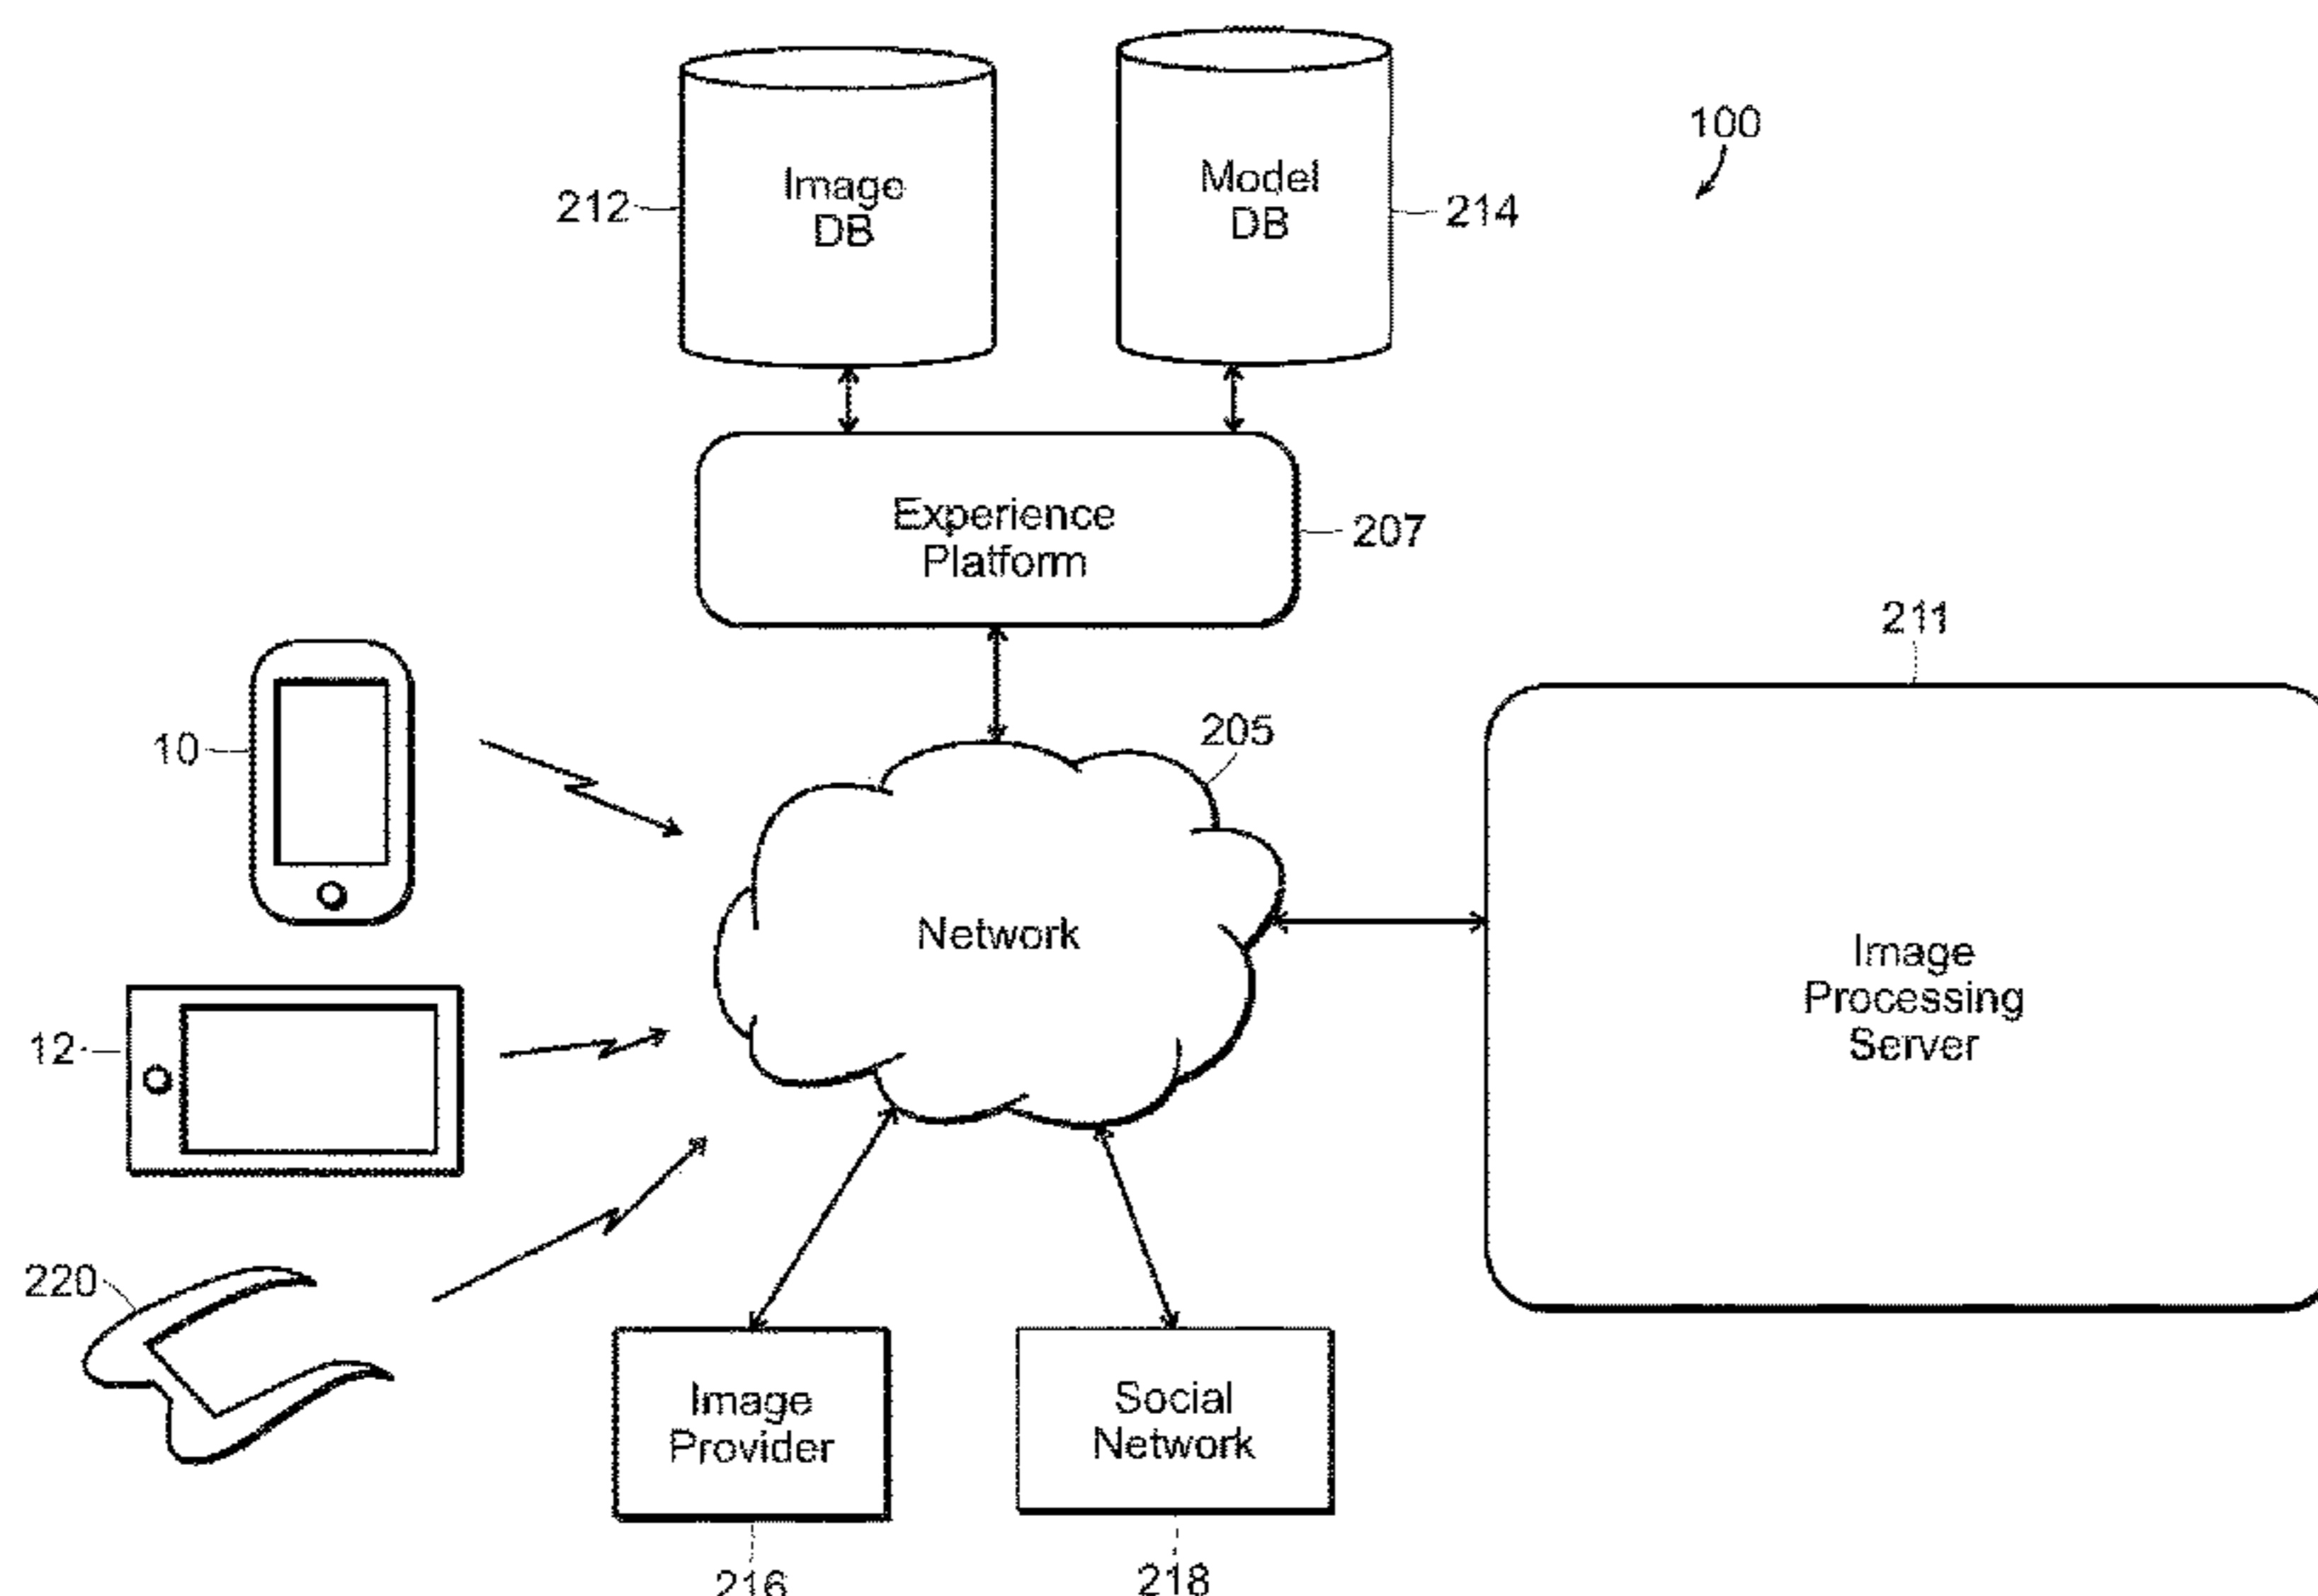 100
212
Image
DB
Model
DB
214
Experience
Platform
207
211
10
205
Network
Image
Processing
Server
12
220
Image
Provider
Social
Network
216
218